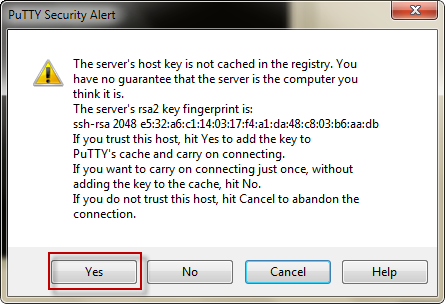 PuTTY Security Alert
The server's host key is not cached in the registry. You
have no guarantee that the server is the computer you
think it is.
The server's rsa2 key fingerprint is:
ssh-rsa 2048 e5:32:a6:c1:14:03:17:f4:a1:da:48:c8:03:b6:aa:db
If you trust this host, hit Yes to add the key to
PuTTY's cache and carry on connecting.
If you want to carry on connecting just once, without
adding the key to the cache, hit No.
If you do not trust this host, hit Cancel to abandon the
connection.
Yes No Cancel Help